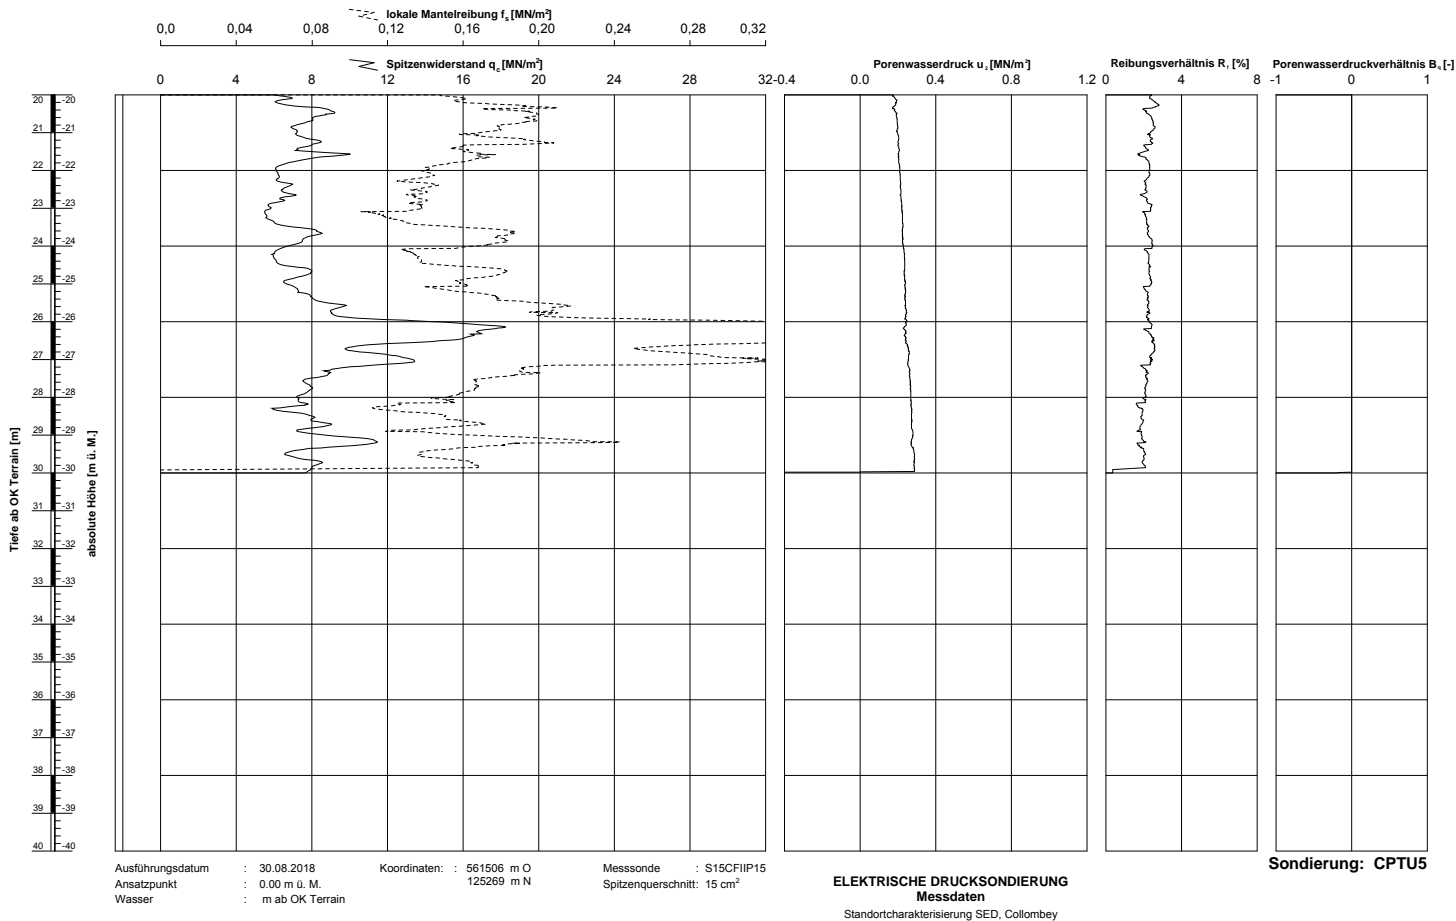 lokale Mantelreibung fs [MN/m²]
0,0 0,04 0,08 0,12 0,16 0,20 0,24 0,28 0,32
Spitzenwiderstand qc [MN/m²]
0 4 8 12 16 20 24 28 32
Porenwasserdruck u2 [MN/m²]
-0.4 0.0 0.4 0.8 1.2
Reibungsverhältnis Rf [%]
0 4 8
Porenwasserdruckverhältnis Bq [-]
-1 0 1
Tiefe ab OK Terrain [m]
absolute Höhe [m ü. M.]
20 -20
21 -21
22 -22
23 -23
24 -24
25 -25
26 -26
27 -27
28 -28
29 -29
30 -30
31 -31
32 -32
33 -33
34 -34
35 -35
36 -36
37 -37
38 -38
39 -39
40 -40
Ausführungsdatum : 30.08.2018 Koordinaten: : 561506 m O Messsonde : S15CFIIP15
Ansatzpunkt : 0.00 m ü. M. 125269 m N Spitzenquerschnitt: 15 cm²
Wasser : m ab OK Terrain
ELEKTRISCHE DRUCKSONDIERUNG
Messdaten
Standortcharakterisierung SED, Collombey
Sondierung: CPTU5